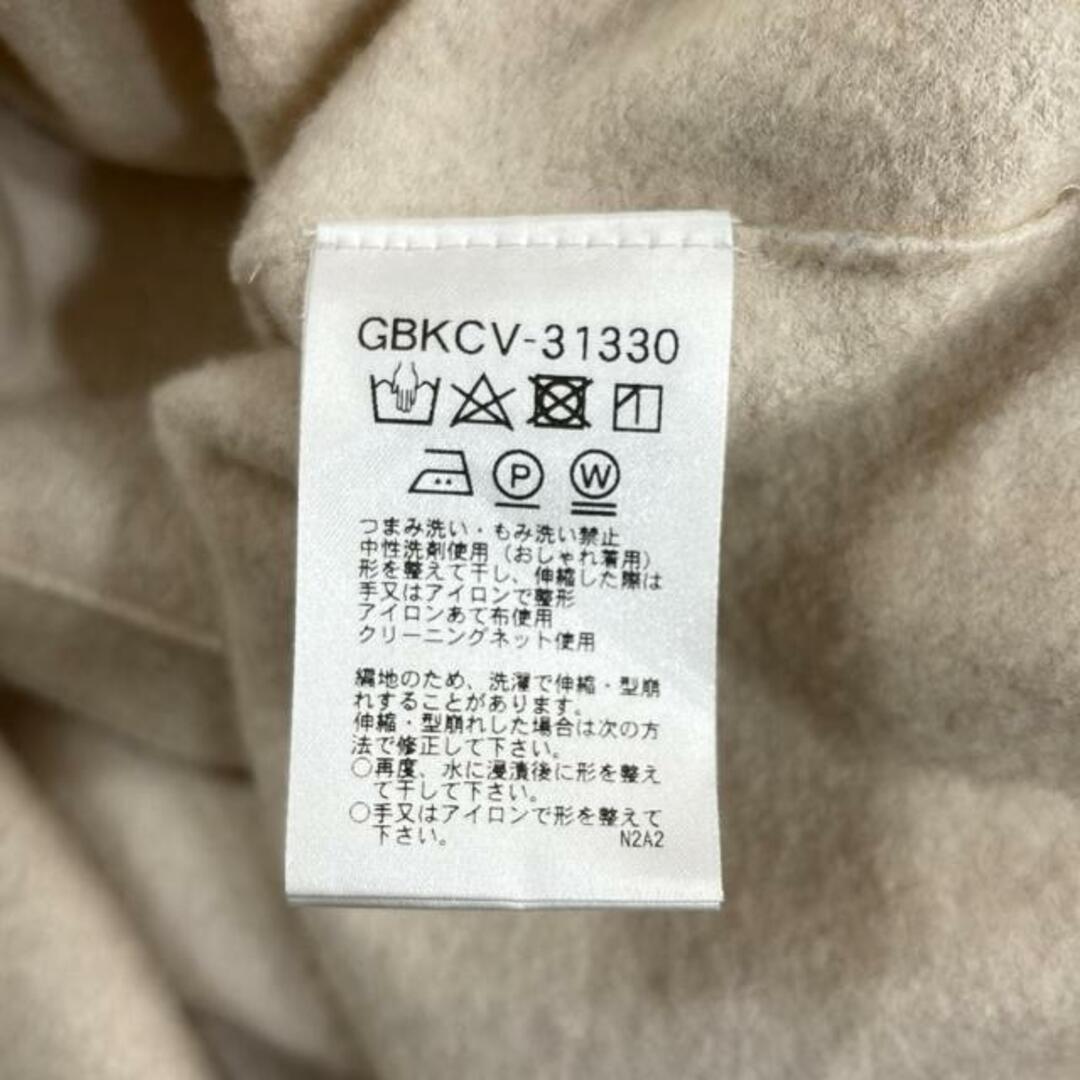 GBKCV-31330
P W
つまみ洗い・もみ洗い禁止
中性洗剤使用(おしゃれ着用)
形を整えて干し、伸縮した際は
手又はアイロンで整形
アイロンあて布使用
クリーニングネット使用
編地のため、洗濯で伸縮・型崩
れすることがあります。
伸縮・型崩れした場合は次の方
法で修正して下さい。
○再度、水に浸漬後に形を整え
て干して下さい。
○手又はアイロンで形を整えて
下さい。 N2A2